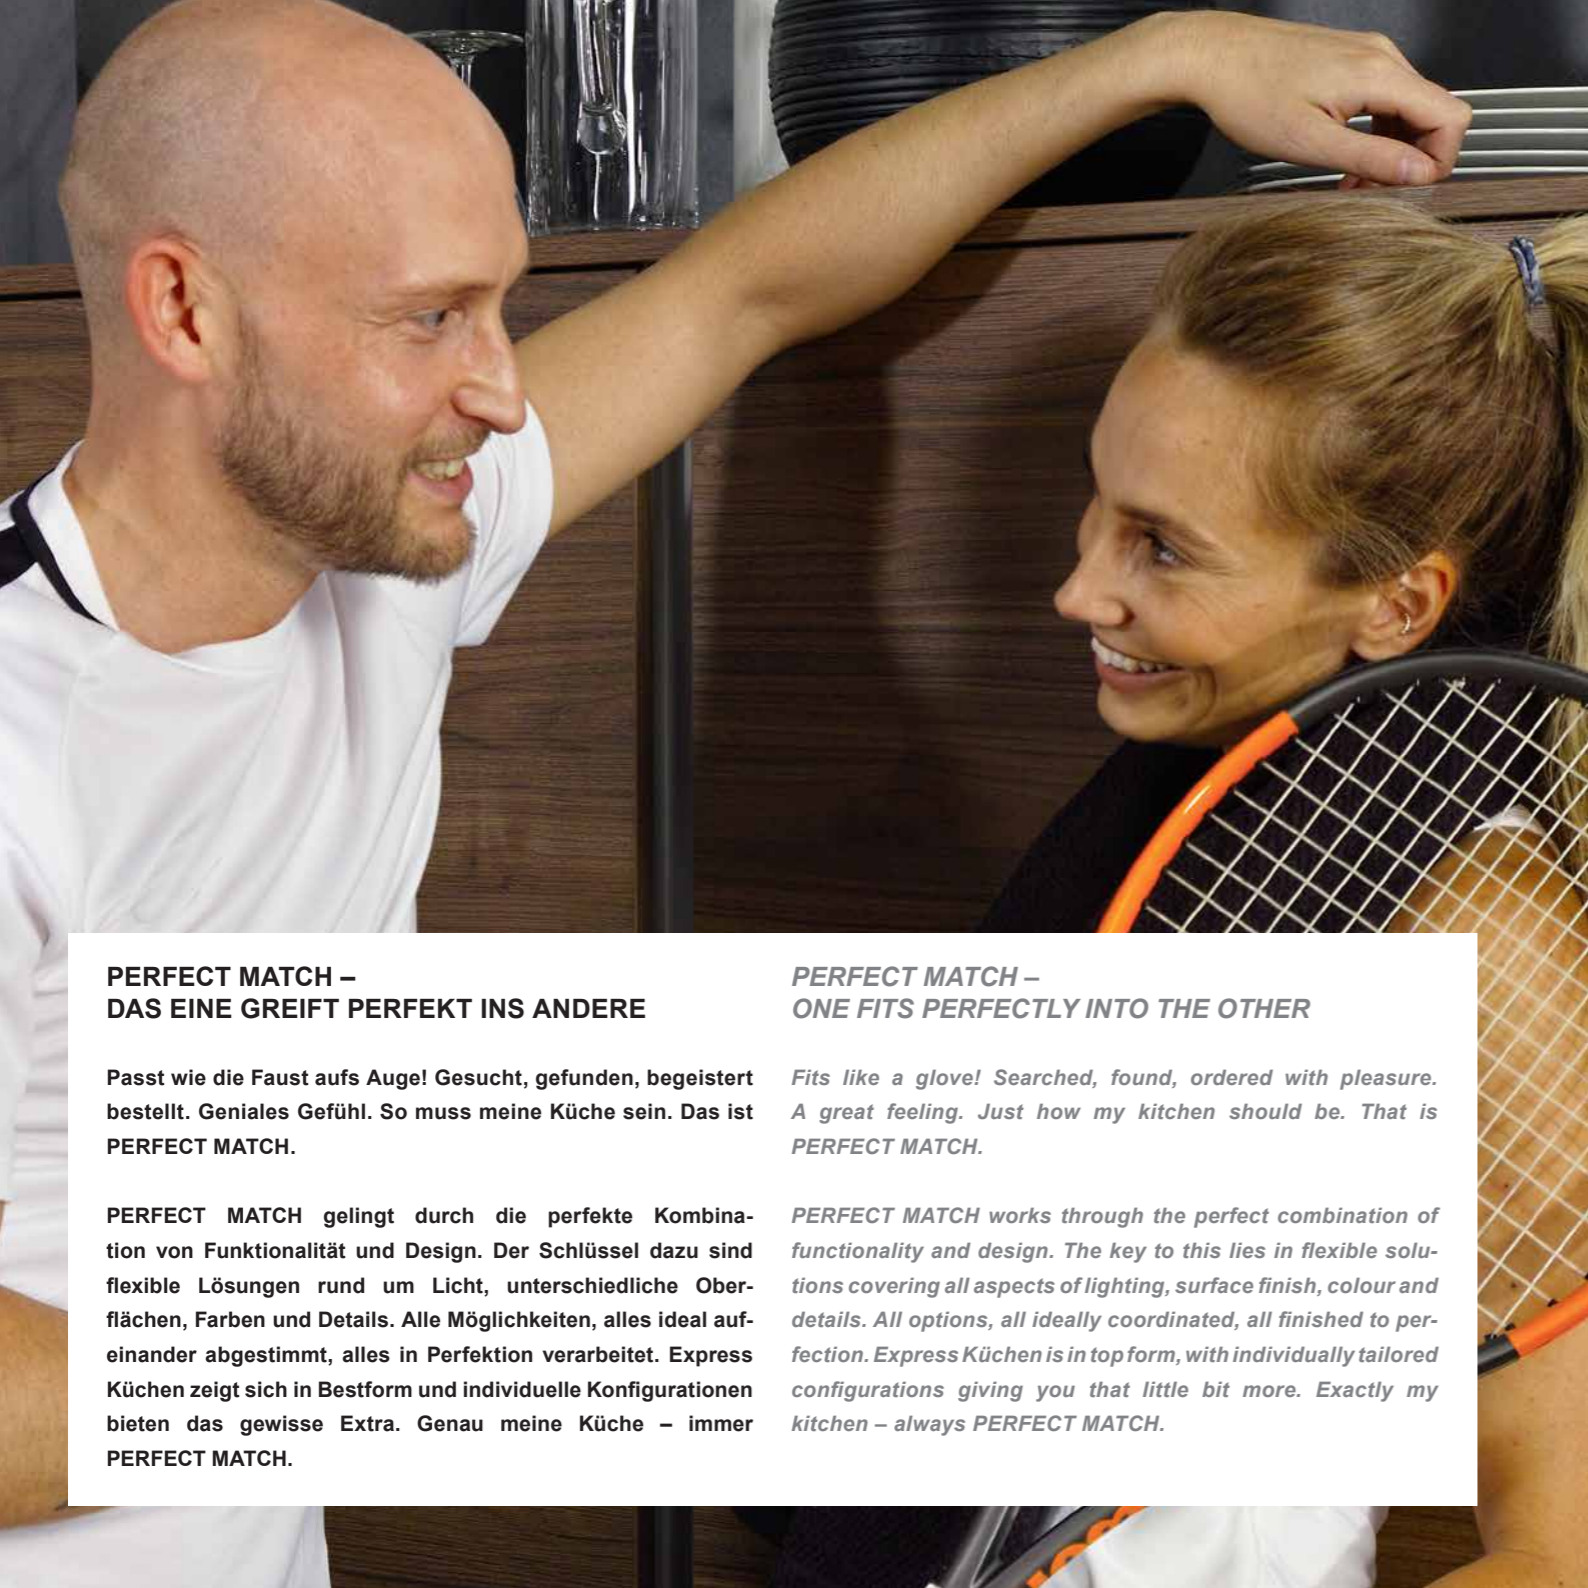 PERFECT MATCH –
DAS EINE GREIFT PERFEKT INS ANDERE
Passt wie die Faust aufs Auge! Gesucht, gefunden, begeistert
bestellt. Geniales Gefühl. So muss meine Küche sein. Das ist
PERFECT MATCH.
PERFECT MATCH gelingt durch die perfekte Kombina-
tion von Funktionalität und Design. Der Schlüssel dazu sind
flexible Lösungen rund um Licht, unterschiedliche Ober-
flächen, Farben und Details. Alle Möglichkeiten, alles ideal auf-
einander abgestimmt, alles in Perfektion verarbeitet. Express
Küchen zeigt sich in Bestform und individuelle Konfigurationen
bieten das gewisse Extra. Genau meine Küche – immer
PERFECT MATCH.
PERFECT MATCH –
ONE FITS PERFECTLY INTO THE OTHER
Fits like a glove! Searched, found, ordered with pleasure.
A great feeling. Just how my kitchen should be. That is
PERFECT MATCH.
PERFECT MATCH works through the perfect combination of
functionality and design. The key to this lies in flexible solu-
tions covering all aspects of lighting, surface finish, colour and
details. All options, all ideally coordinated, all finished to per-
fection. Express Küchen is in top form, with individually tailored
configurations giving you that little bit more. Exactly my
kitchen – always PERFECT MATCH.